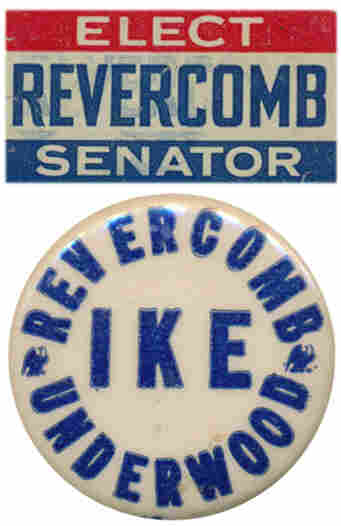 ELECT
REVERCOMB
SENATOR
REVERCOMB
IKE
UNDERWOOD